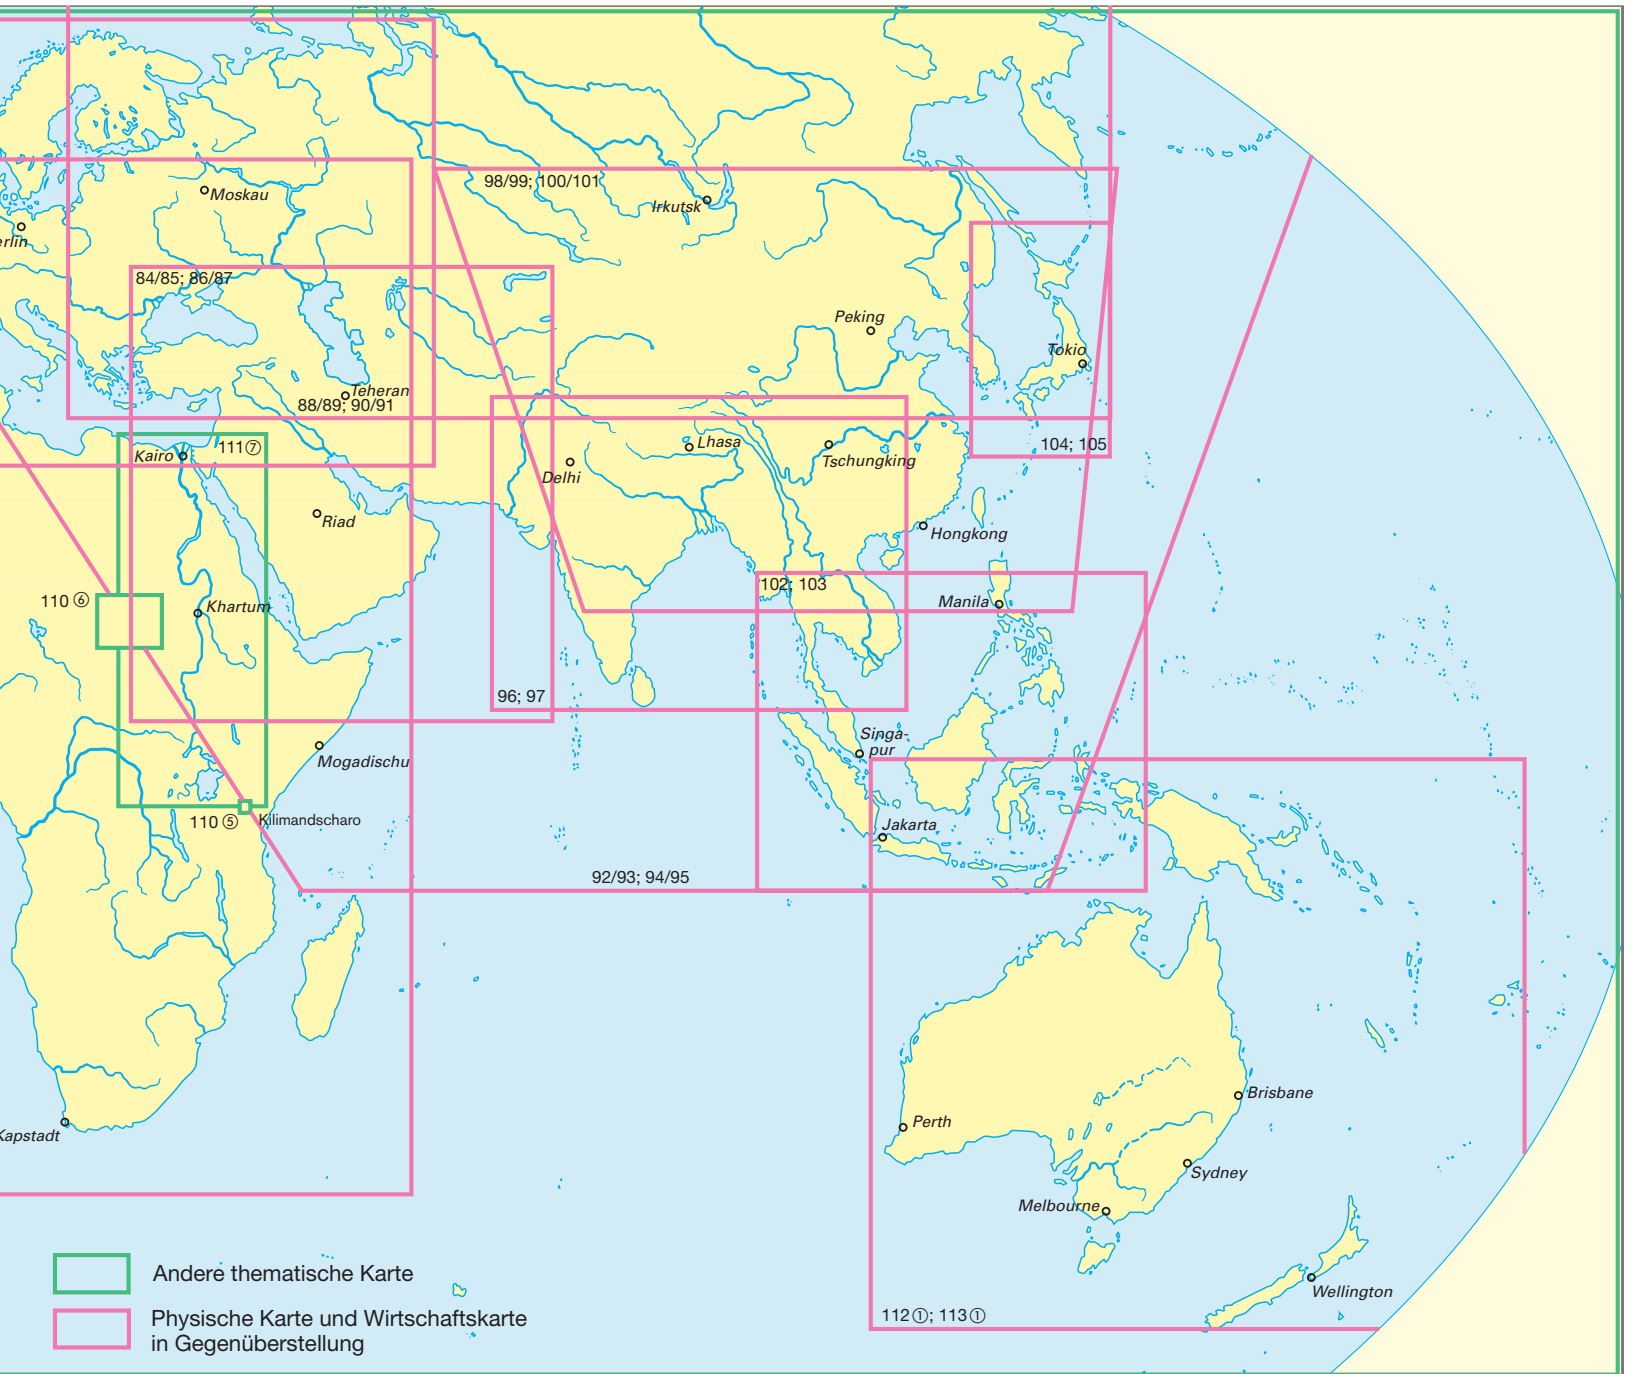 98/99; 100/101
Moskau
Irkutsk
erlin
84/85; 86/87
Peking
Tokio
Teheran
88/89; 90/91
Lhasa
104; 105
111⑦
Kairo
Tschungking
Delhi
Riad
Hongkong
102; 103
110⑥
Khartum
Manila
96; 97
Singa-
pur
Mogadischu
110⑤
Kilimandscharo
Jakarta
92/93; 94/95
Brisbane
Perth
Kapstadt
Sydney
Melbourne
Andere thematische Karte
Wellington
112①; 113①
Physische Karte und Wirtschaftskarte
in Gegenüberstellung